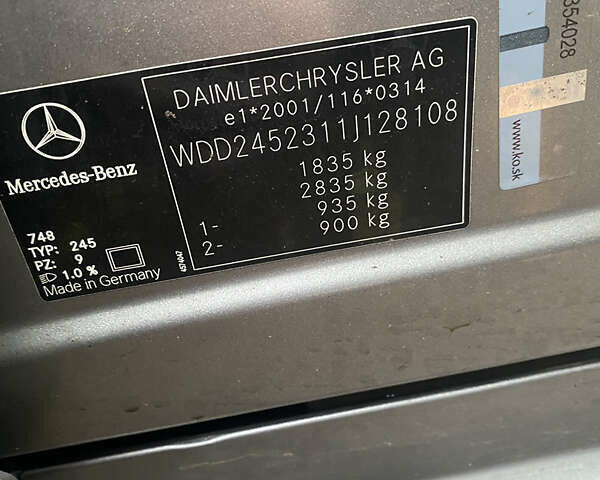 DAIMLERCHRYSLER AG
e1*2001/116*0314
WDD2452311J128108
1835 kg
2835 kg
1- 935 kg
2- 900 kg
Mercedes-Benz
748
TYP: 245
PZ: 9
1.0 %
Made in Germany
354028
www.ko.sk